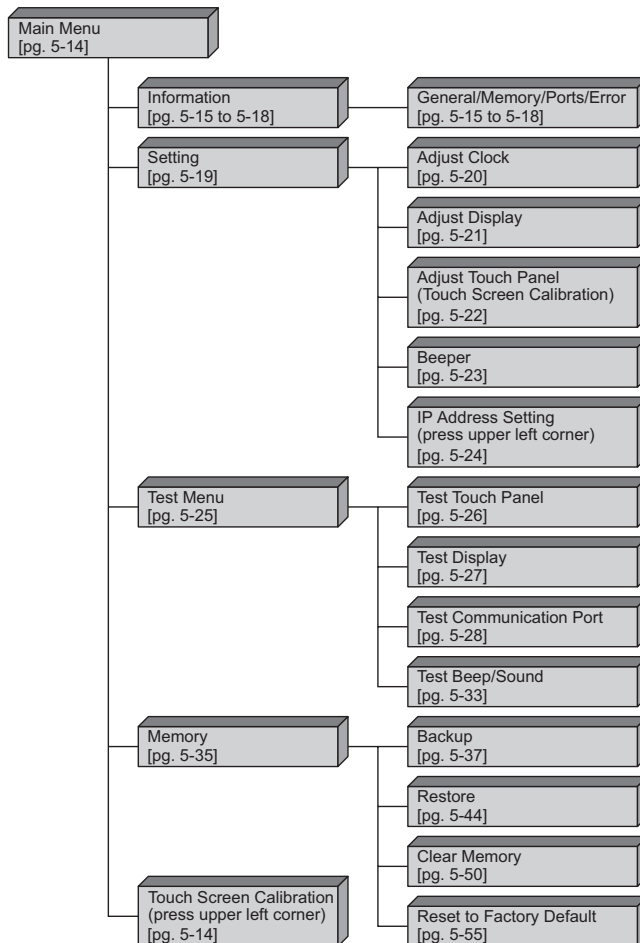 Main Menu
[pg. 5-14]
Information
[pg. 5-15 to 5-18]
General/Memory/Ports/Error
[pg. 5-15 to 5-18]
Setting
[pg. 5-19]
Adjust Clock
[pg. 5-20]
Adjust Display
[pg. 5-21]
Adjust Touch Panel
(Touch Screen Calibration)
[pg. 5-22]
Beeper
[pg. 5-23]
IP Address Setting
(press upper left corner)
[pg. 5-24]
Test Menu
[pg. 5-25]
Test Touch Panel
[pg. 5-26]
Test Display
[pg. 5-27]
Test Communication Port
[pg. 5-28]
Test Beep/Sound
[pg. 5-33]
Memory
[pg. 5-35]
Backup
[pg. 5-37]
Restore
[pg. 5-44]
Clear Memory
[pg. 5-50]
Reset to Factory Default
[pg. 5-55]
Touch Screen Calibration
(press upper left corner)
[pg. 5-14]